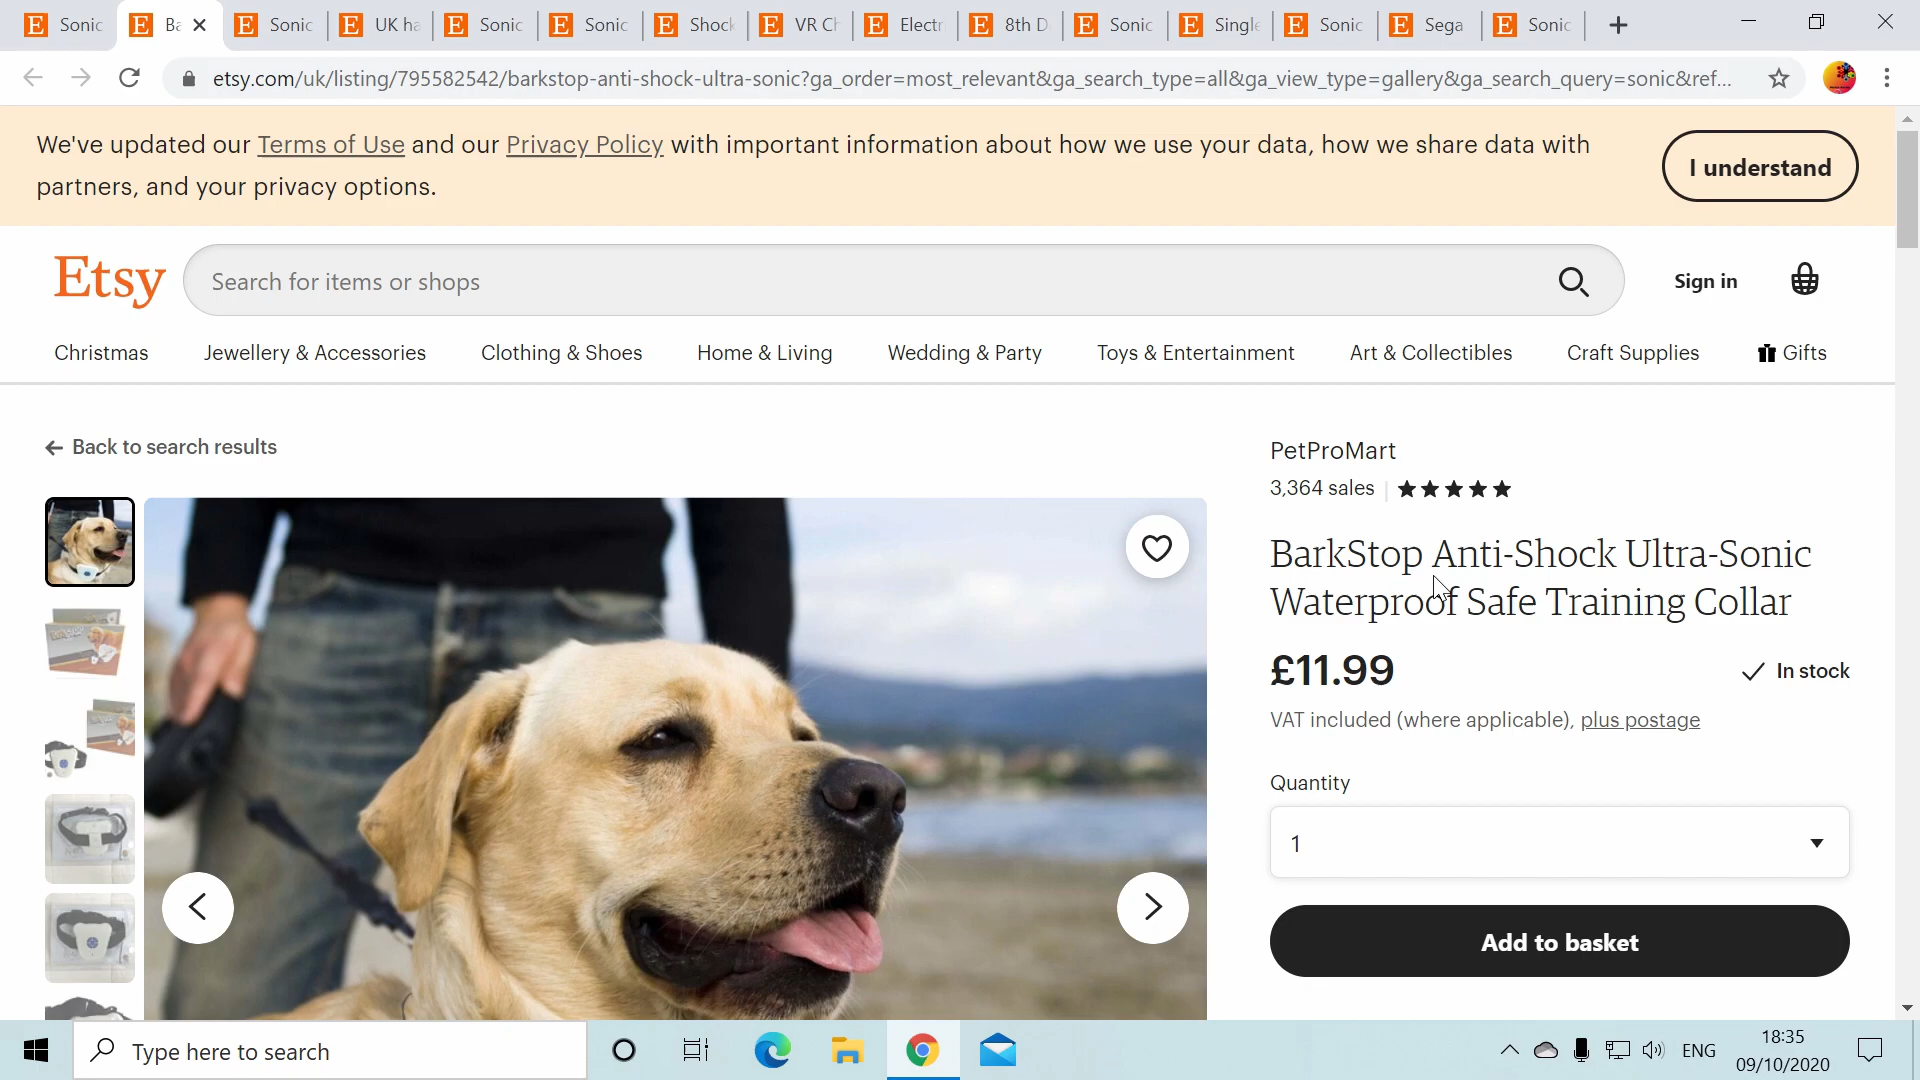 Sonic
Ba
Sonic
UK ha
Sonic
Sonic
Shock
VR Ch
Electr
8th D
Sonic
Single
Sonic
Sega
Sonic
etsy.com/uk/listing/795582542/barkstop-anti-shock-ultra-sonic?ga_order=most_relevant&ga_search_type=all&ga_view_type=gallery&ga_search_query=sonic&ref...
We've updated our Terms of Use and our Privacy Policy with important information about how we use your data, how we share data with
partners, and your privacy options.
I understand
Etsy
Search for items or shops
Sign in
Christmas
Jewellery & Accessories
Clothing & Shoes
Home & Living
Wedding & Party
Toys & Entertainment
Art & Collectibles
Craft Supplies
Gifts
Back to search results
PetProMart
3,364 sales
BarkStop Anti-Shock Ultra-Sonic
Waterproof Safe Training Collar
£11.99
In stock
VAT included (where applicable), plus postage
Quantity
1
Add to basket
Type here to search
ENG
18:35
09/10/2020